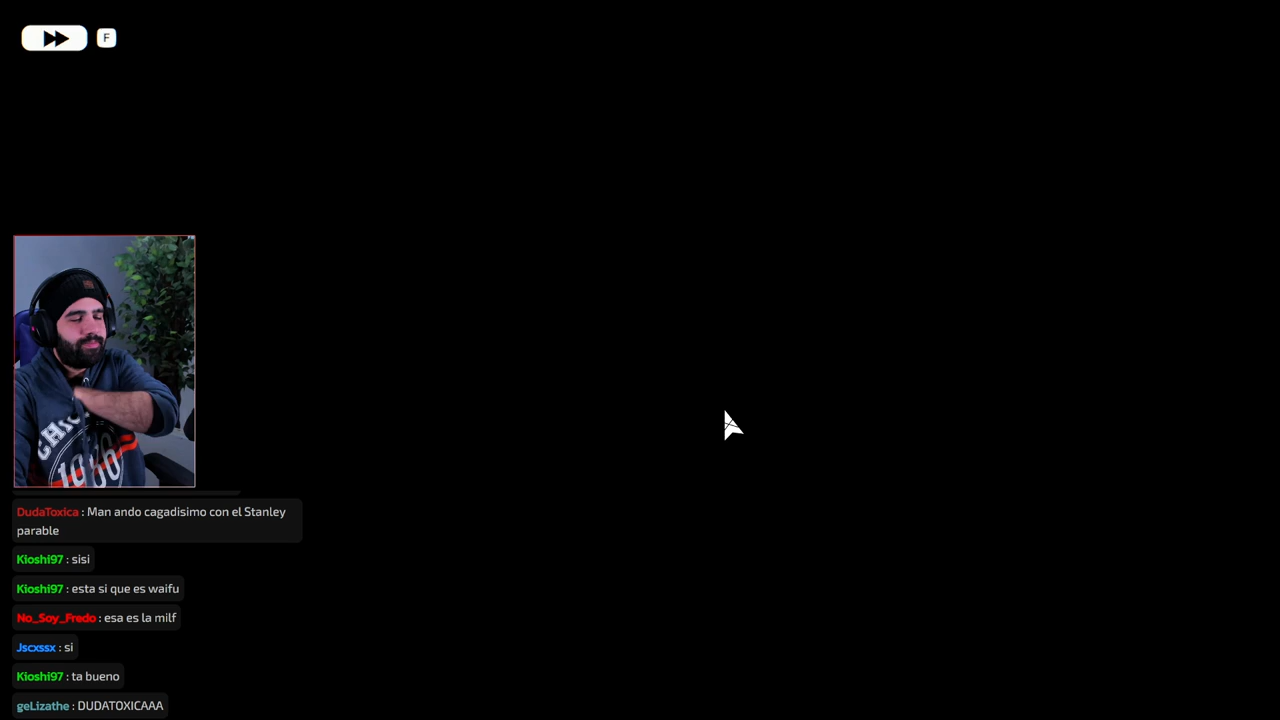 F
DudaToxica : Man ando cagadisimo con el Stanley
parable
Kioshi97 : sisi
Kioshi97 : esta si que es waifu
No_Soy_Fredo : esa es la milf
Jscxssx : si
Kioshi97 : ta bueno
geLizathe : DUDATOXICAAA